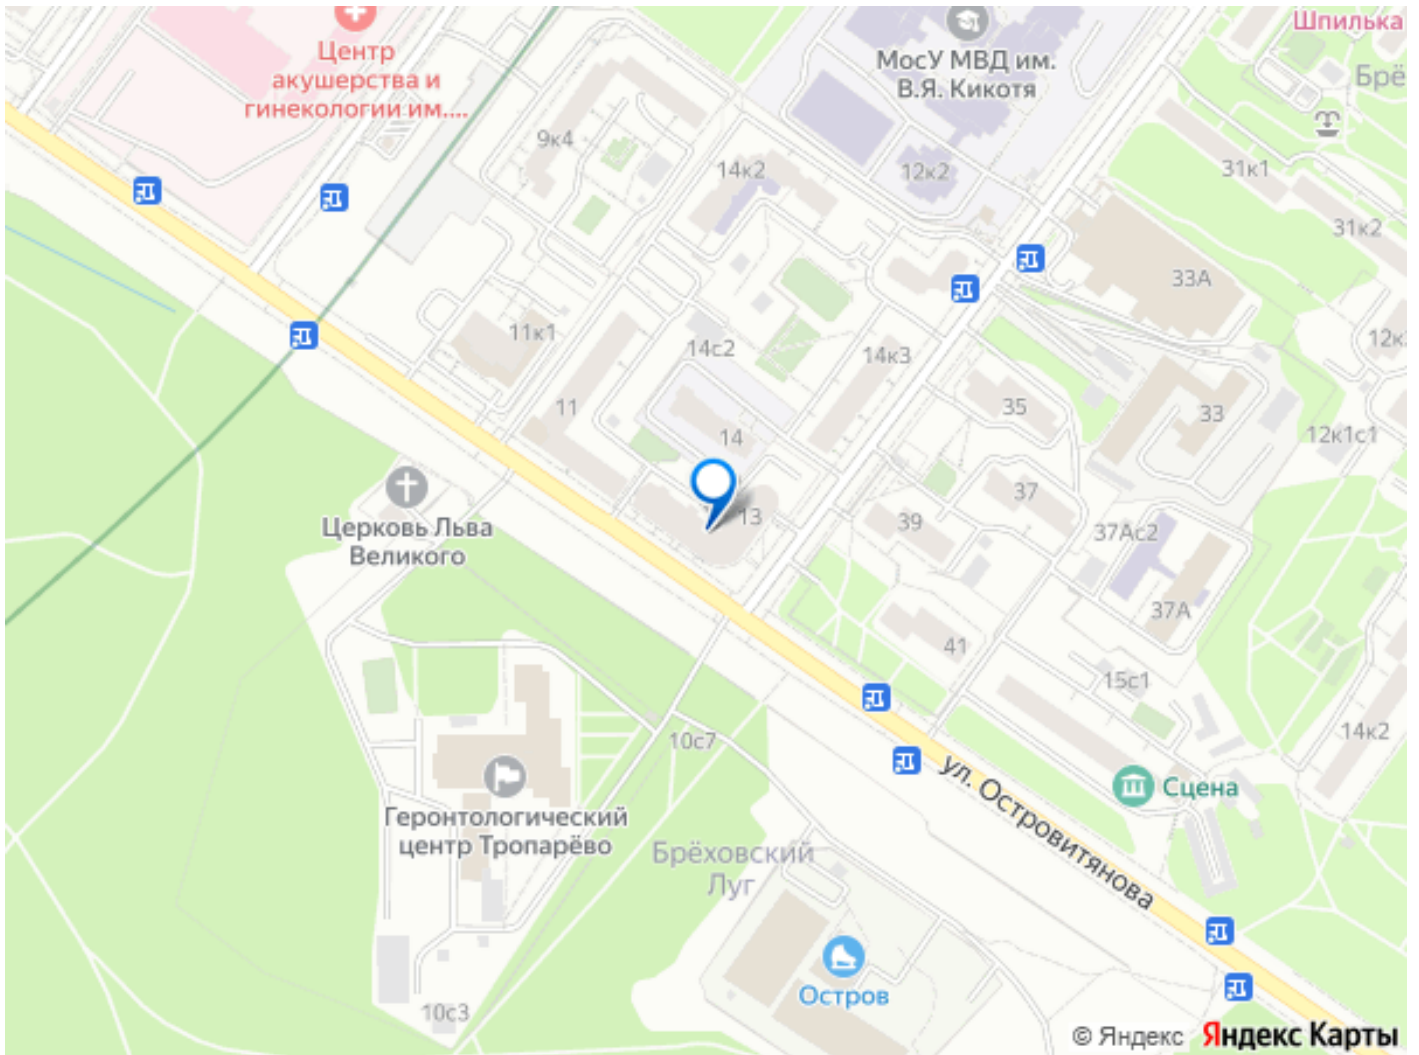 Шпилька
Центр
акушерства и
гинекологии им....
МосУ МВД им.
В.Я. Кикотя
Брё
9к4
14к2
12к2
31к1
31к2
33А
11к1
14с2
14к3
12к
35
33
11
14
12к1с1
37
13
39
37Ас2
Церковь Льва
Великого
37А
41
15с1
10с7
14к2
ул. Островитянова
Сцена
Геронтологический
центр Тропарёво
Брёховский
Луг
Остров
10с3
© Яндекс Яндекс Карты